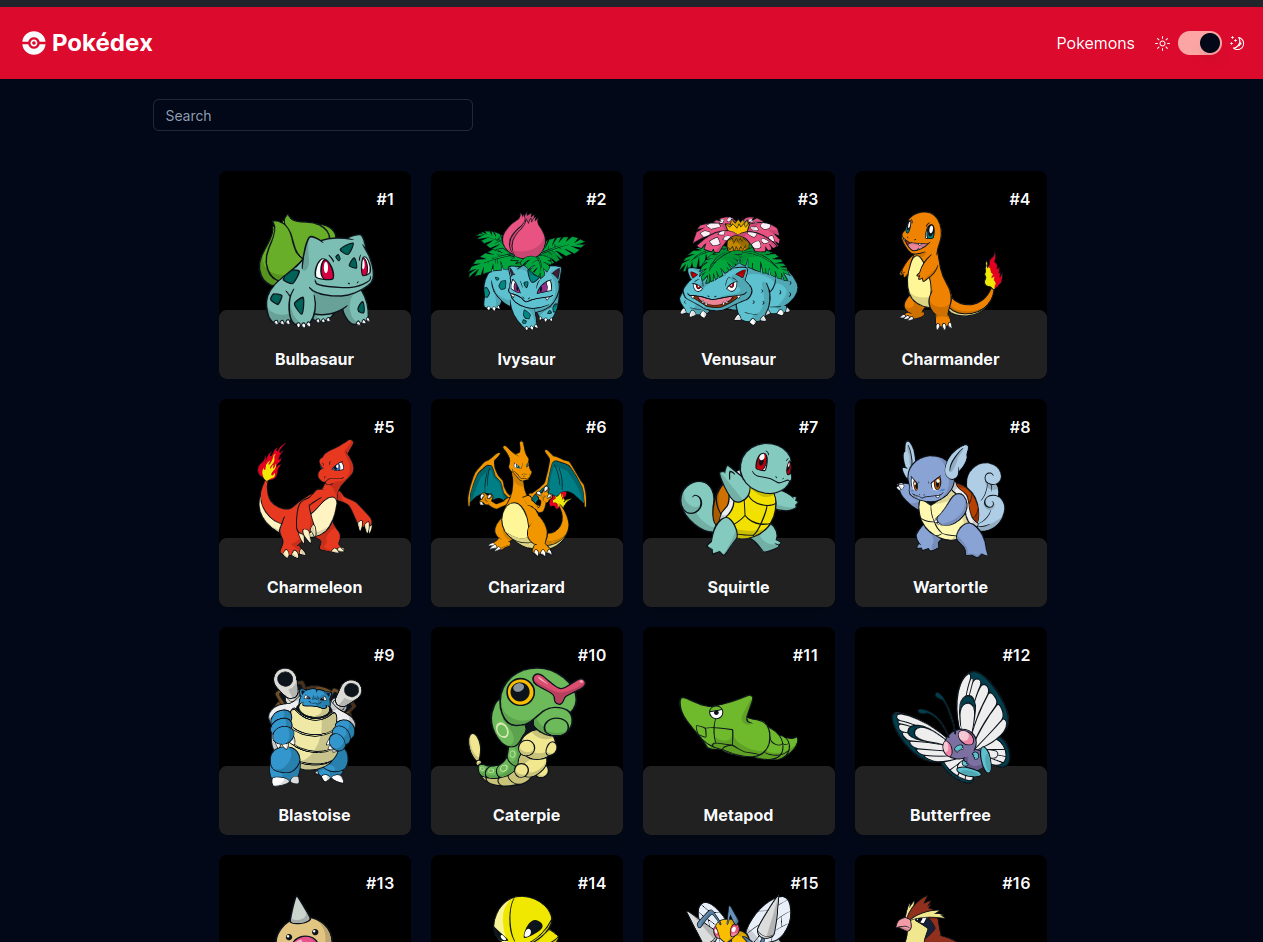 Pokédex
Pokemons
Search
#1
#2
#3
#4
Bulbasaur
Ivysaur
Venusaur
Charmander
#5
#6
#7
#8
Charmeleon
Charizard
Squirtle
Wartortle
#9
#10
#11
#12
Blastoise
Caterpie
Metapod
Butterfree
#13
#14
#15
#16